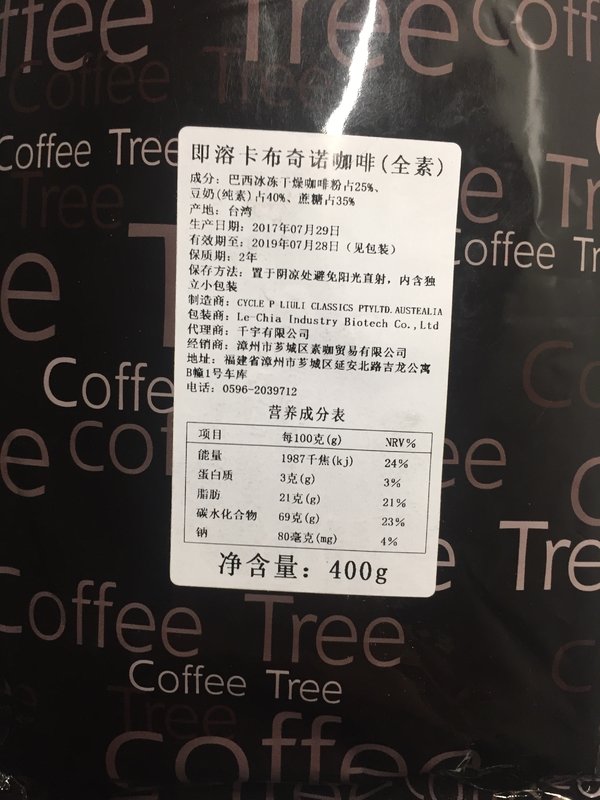 ffee Tree Coff
Coffee Tree
Coffee Tree
即溶卡布奇诺咖啡(全素)
成分：巴西冰冻干燥咖啡粉占25%、
豆奶(纯素)占40%、蔗糖占35%
产地：台湾
生产日期：2017年07月29日
有效期至：2019年07月28日（见包装）
保质期：2年
保存方法：置于阴凉处避免阳光直射，内含独
立小包装
制造商：CYCLE P LIULI CLASSICS PTYLTD. AUSTEALIA
包装商：Le-Chia Industry Biotech Co.,Ltd
代理商：千宇有限公司
经销商：漳州市芗城区素咖贸易有限公司
地址：福建省漳州市芗城区延安北路吉龙公寓
B幢1号车库
电话：0596-2039712
营养成分表
项目 每100克(g) NRV%
能量 1987千焦(kj) 24%
蛋白质 3克(g) 3%
脂肪 21克(g) 21%
碳水化合物 69克(g) 23%
钠 80毫克(mg) 4%
净含量：400g
Coffee Tree
Coffee Tree
Coffee